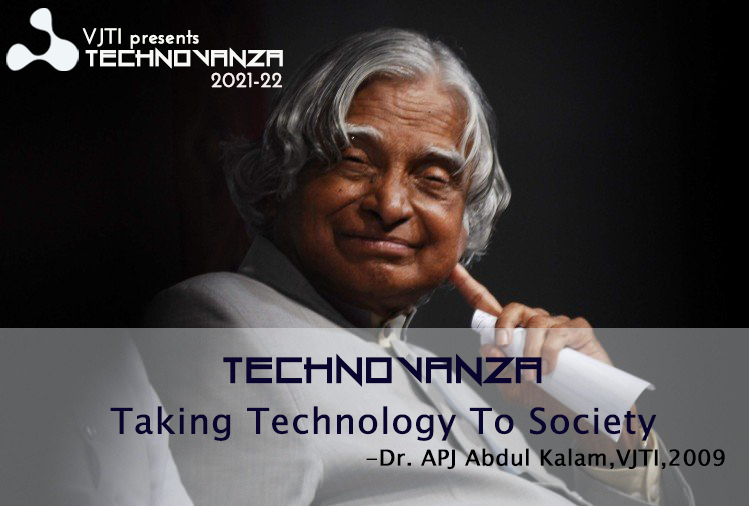 VJTI presents
TECHNOVANZA
2021-22
TECHNOVANZA
Taking Technology To Society
-Dr. APJ Abdul Kalam,VJTI,2009